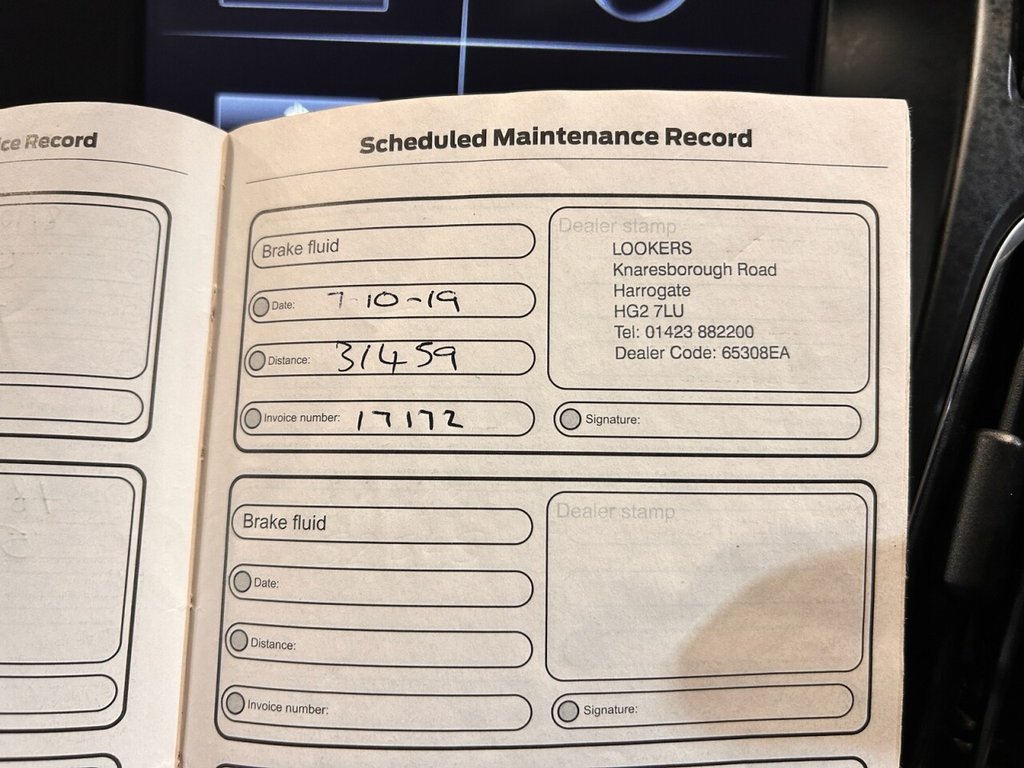 ce Record
Scheduled Maintenance Record
Brake fluid
Date: 7-10-19
Distance: 31459
Invoice number: 17172
Dealer stamp
LOOKERS
Knaresborough Road
Harrogate
HG2 7LU
Tel: 01423 882200
Dealer Code: 65308EA
Signature:
Brake fluid
Date:
Distance:
Invoice number:
Dealer stamp
Signature: